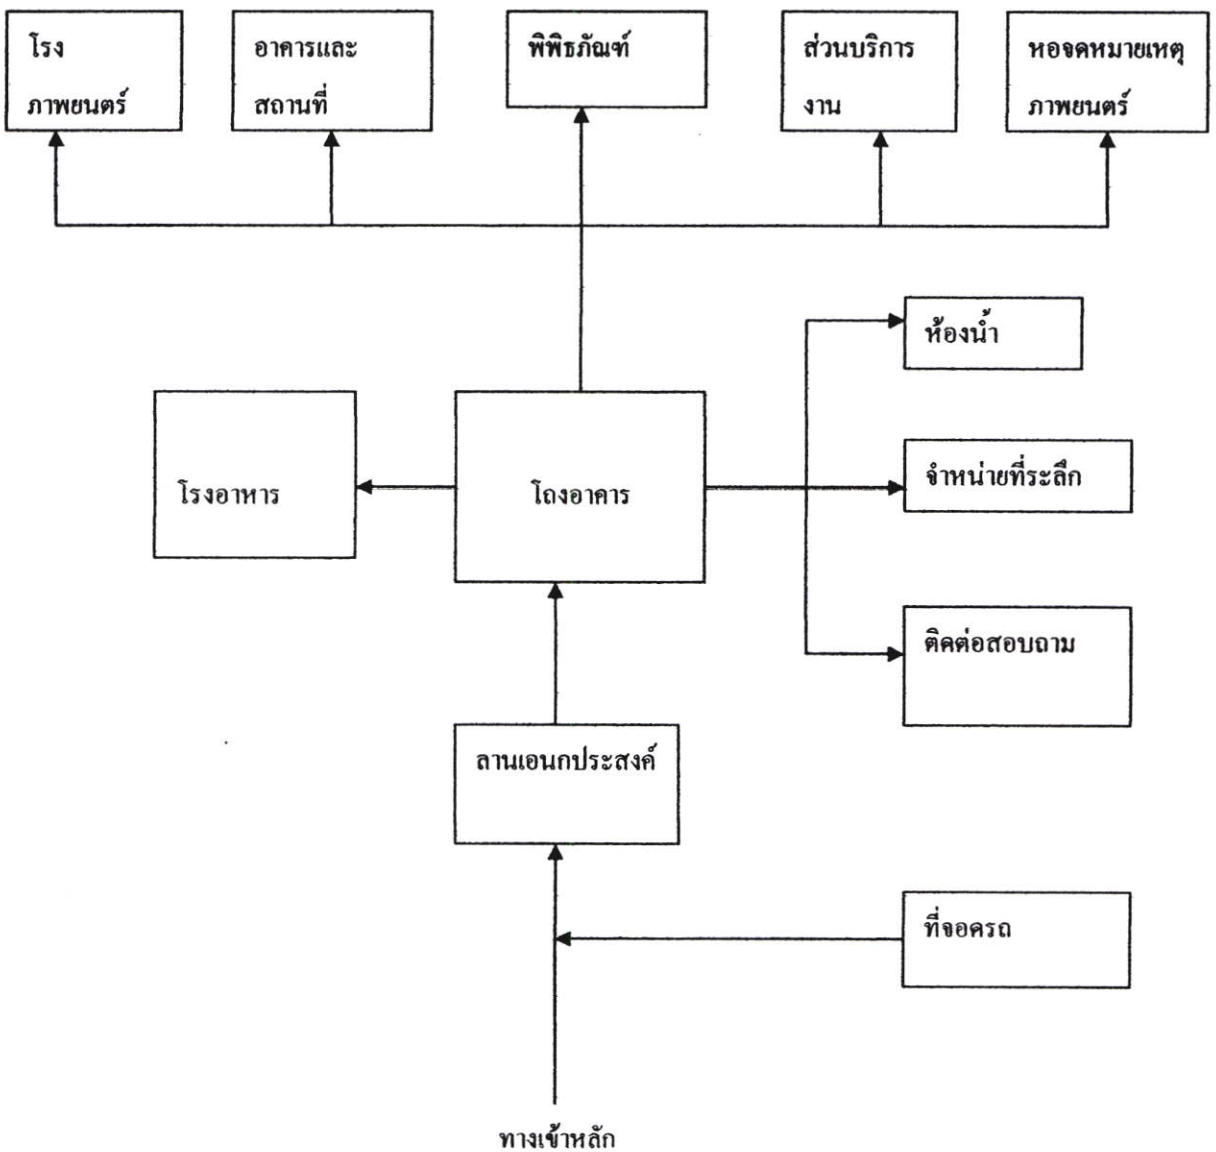 โรง
ภาพยนตร์
อาคารและ
สถานที่
พิพิธภัณฑ์
ส่วนบริการ
งาน
หอจดหมายเหตุ
ภาพยนตร์
ห้องน้ำ
โรงอาหาร
โถงอาคาร
จำหน่ายที่ระลึก
ติดต่อสอบถาม
ลานเอนกประสงค์
ที่จอดรถ
ทางเข้าหลัก